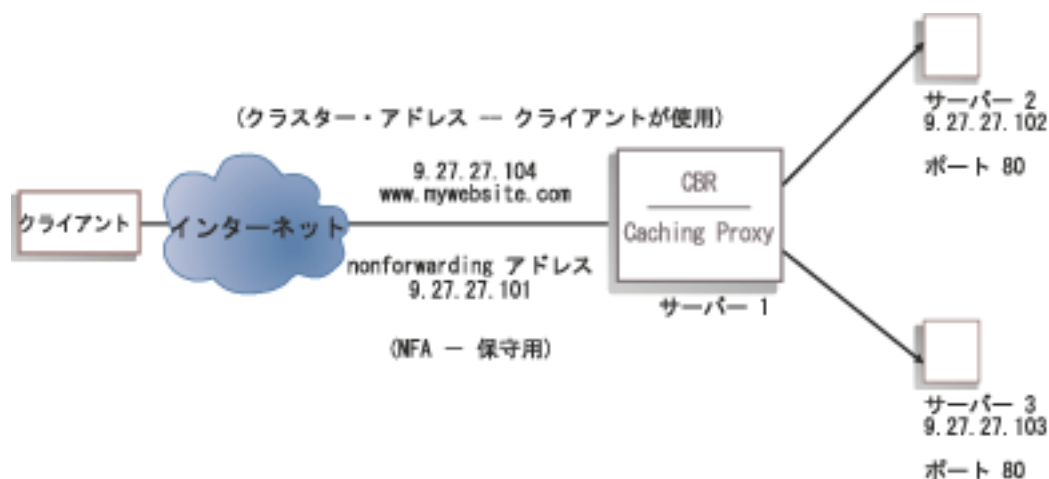 (クラスター・アドレス ー クライアントが使用)
9.27.27.104
www.mywebsite.com
クライアント
インターネット
nonforwarding アドレス
9.27.27.101
(NFA ー 保守用)
CBR
Caching Proxy
サーバー 1
サーバー 2
9.27.27.102
ポート 80
サーバー 3
9.27.27.103
ポート 80